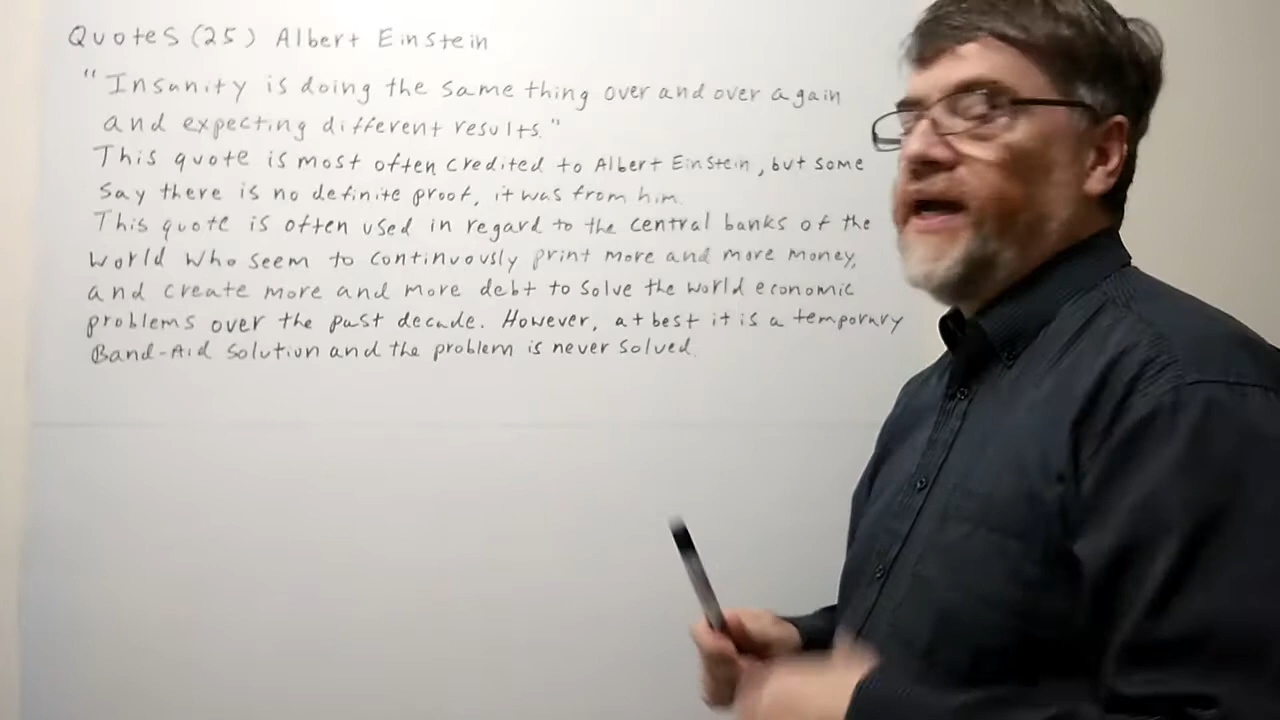 Quotes (25) Albert Einstein
"Insanity is doing the same thing over and over again
and expecting different results."
This quote is most often credited to Albert Einstein, but some
say there is no definite proof, it was from him.
This quote is often used in regard to the central banks of the
world who seem to continuously print more and more money,
and create more and more debt to solve the world economic
problems over the past decade. However, at best it is a temporary
Band-Aid solution and the problem is never solved.